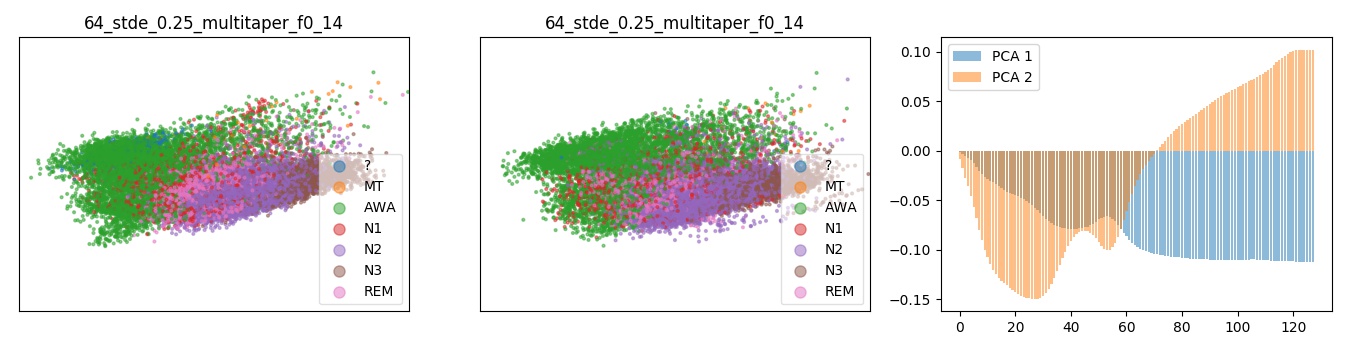 64_stde_0.25_multitaper_f0_14
?
MT
AWA
N1
N2
N3
REM
64_stde_0.25_multitaper_f0_14
?
MT
AWA
N1
N2
N3
REM
PCA 1
PCA 2
0.10
0.05
0.00
−0.05
−0.10
−0.15
0 20 40 60 80 100 120